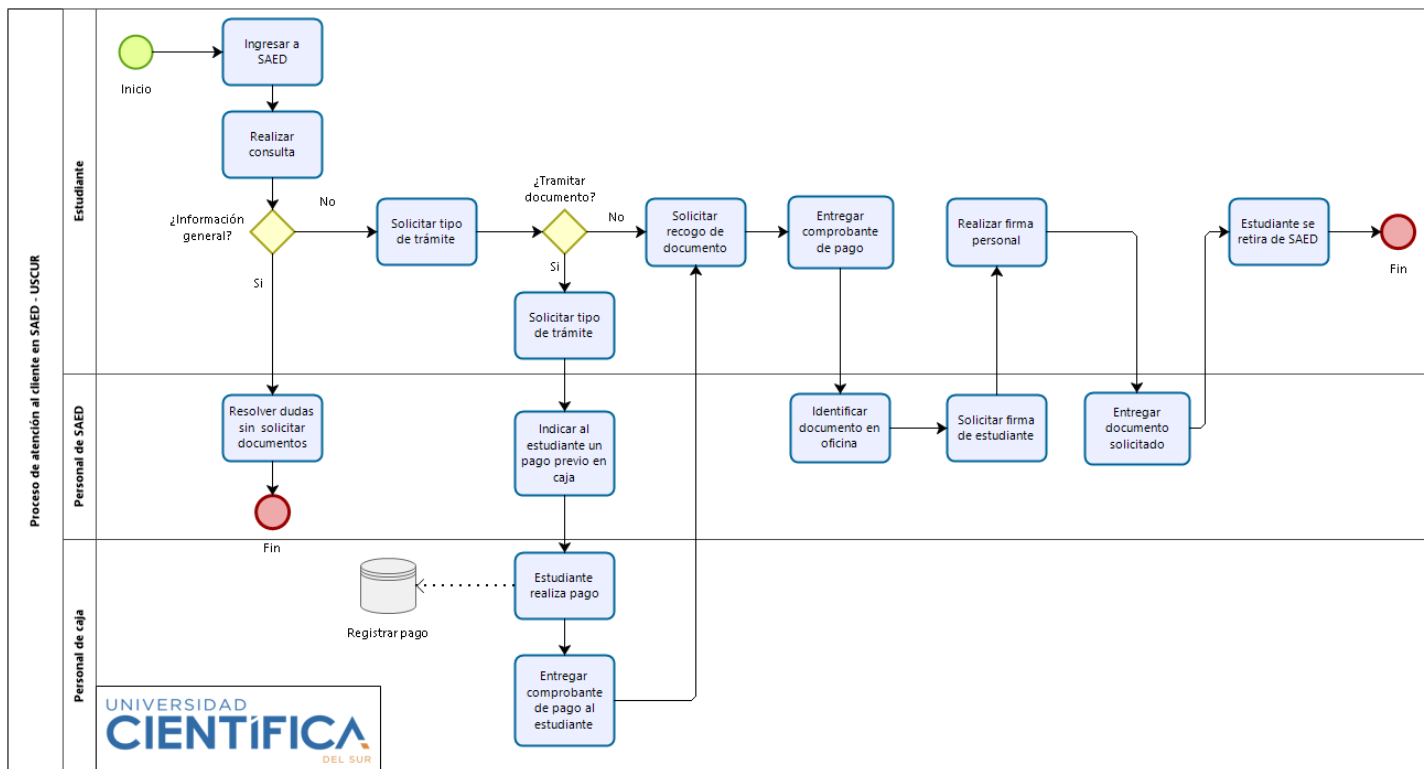 Proceso de atención al cliente en SAED - USCUR
Estudiante
Inicio
Ingresar a
SAED
Realizar
consulta
¿Información
general?
No
Si
Solicitar tipo
de trámite
¿Tramitar
documento?
No
Si
Solicitar tipo
de trámite
Solicitar
recogo de
documento
Entregar
comprobante
de pago
Realizar firma
personal
Estudiante se
retira de SAED
Fin
Personal de SAED
Resolver dudas
sin solicitar
documentos
Fin
Indicar al
estudiante un
pago previo en
caja
Identificar
documento en
oficina
Solicitar firma
de estudiante
Entregar
documento
solicitado
Personal de caja
Registrar pago
Estudiante
realiza pago
Entregar
comprobante
de pago al
estudiante
UNIVERSIDAD
CIENTÍFICA
DEL SUR